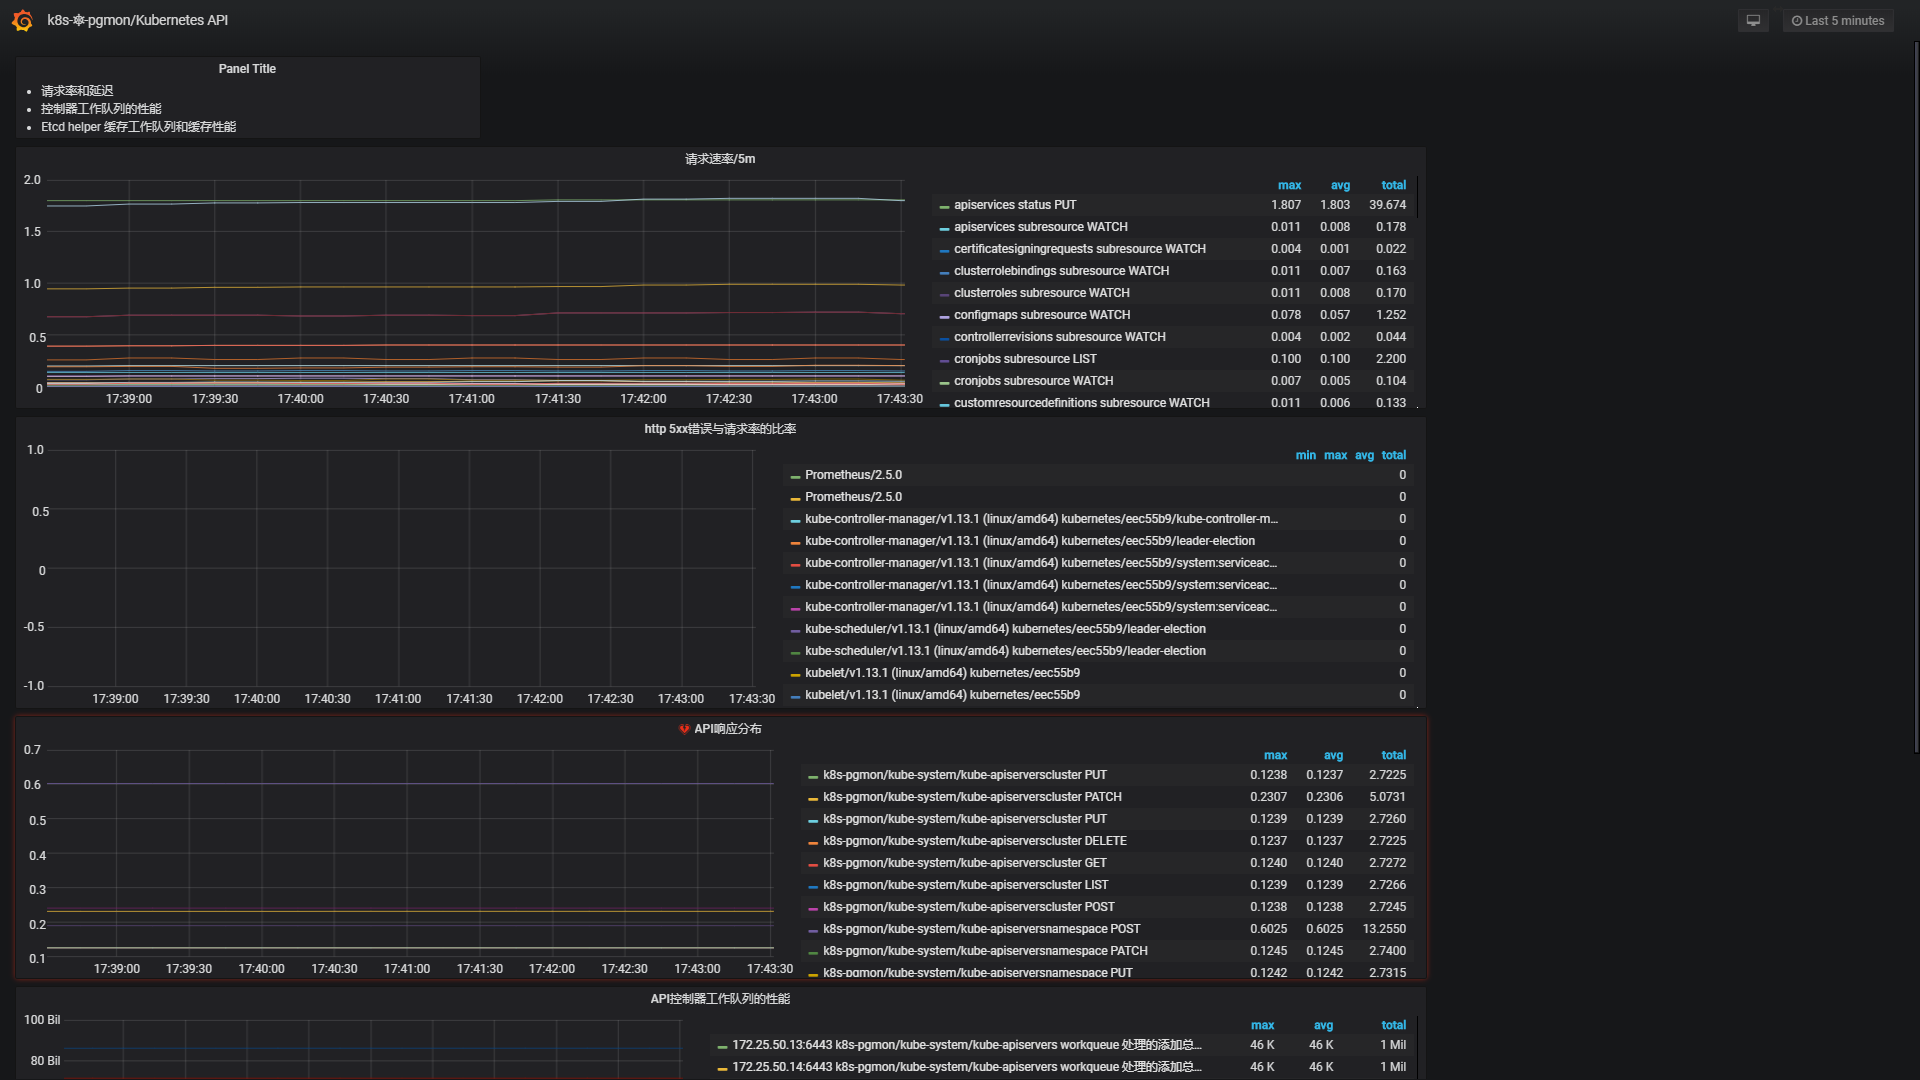 k8s-⎈-pgmon/Kubernetes API
Last 5 minutes
Panel Title
请求率和延迟
控制器工作队列的性能
Etcd helper 缓存工作队列和缓存性能
请求速率/5m
2.0
1.5
1.0
0.5
0
17:39:00 17:39:30 17:40:00 17:40:30 17:41:00 17:41:30 17:42:00 17:42:30 17:43:00 17:43:30
max avg total
apiservices status PUT 1.807 1.803 39.674
apiservices subresource WATCH 0.011 0.008 0.178
certificatesigningrequests subresource WATCH 0.004 0.001 0.022
clusterrolebindings subresource WATCH 0.011 0.007 0.163
clusterroles subresource WATCH 0.011 0.008 0.170
configmaps subresource WATCH 0.078 0.057 1.252
controllerrevisions subresource WATCH 0.004 0.002 0.044
cronjobs subresource LIST 0.100 0.100 2.200
cronjobs subresource WATCH 0.007 0.005 0.104
customresourcedefinitions subresource WATCH 0.011 0.006 0.133
http 5xx错误与请求率的比率
1.0
0.5
0
-0.5
-1.0
17:39:00 17:39:30 17:40:00 17:40:30 17:41:00 17:41:30 17:42:00 17:42:30 17:43:00 17:43:30
min max avg total
Prometheus/2.5.0 0
Prometheus/2.5.0 0
kube-controller-manager/v1.13.1 (linux/amd64) kubernetes/eec55b9/kube-controller-m... 0
kube-controller-manager/v1.13.1 (linux/amd64) kubernetes/eec55b9/leader-election 0
kube-controller-manager/v1.13.1 (linux/amd64) kubernetes/eec55b9/system:serviceac... 0
kube-controller-manager/v1.13.1 (linux/amd64) kubernetes/eec55b9/system:serviceac... 0
kube-controller-manager/v1.13.1 (linux/amd64) kubernetes/eec55b9/system:serviceac... 0
kube-scheduler/v1.13.1 (linux/amd64) kubernetes/eec55b9/leader-election 0
kube-scheduler/v1.13.1 (linux/amd64) kubernetes/eec55b9/leader-election 0
kubelet/v1.13.1 (linux/amd64) kubernetes/eec55b9 0
kubelet/v1.13.1 (linux/amd64) kubernetes/eec55b9 0
API响应分布
0.7
0.6
0.5
0.4
0.3
0.2
0.1
17:39:00 17:39:30 17:40:00 17:40:30 17:41:00 17:41:30 17:42:00 17:42:30 17:43:00 17:43:30
max avg total
k8s-pgmon/kube-system/kube-apiserverscluster PUT 0.1238 0.1237 2.7225
k8s-pgmon/kube-system/kube-apiserverscluster PATCH 0.2307 0.2306 5.0731
k8s-pgmon/kube-system/kube-apiserverscluster PUT 0.1239 0.1239 2.7260
k8s-pgmon/kube-system/kube-apiserverscluster DELETE 0.1237 0.1237 2.7225
k8s-pgmon/kube-system/kube-apiserverscluster GET 0.1240 0.1240 2.7272
k8s-pgmon/kube-system/kube-apiserverscluster LIST 0.1239 0.1239 2.7266
k8s-pgmon/kube-system/kube-apiserverscluster POST 0.1238 0.1238 2.7245
k8s-pgmon/kube-system/kube-apiserversnamespace POST 0.6025 0.6025 13.2550
k8s-pgmon/kube-system/kube-apiserversnamespace PATCH 0.1245 0.1245 2.7400
k8s-pgmon/kube-system/kube-apiserversnamespace PUT 0.1242 0.1242 2.7315
API控制器工作队列的性能
100 Bil
80 Bil
max avg total
172.25.50.13:6443 k8s-pgmon/kube-system/kube-apiservers workqueue 处理的添加总... 46 K 46 K 1 Mil
172.25.50.14:6443 k8s-pgmon/kube-system/kube-apiservers workqueue 处理的添加总... 46 K 46 K 1 Mil